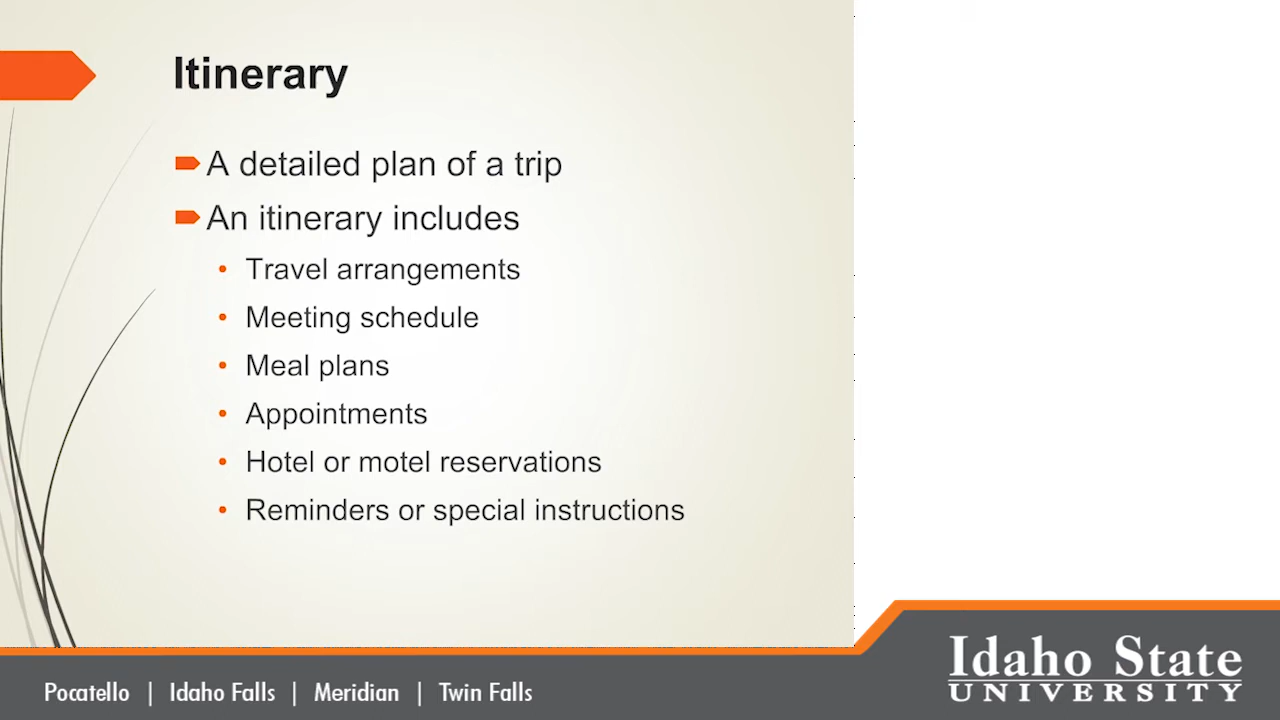 Itinerary
A detailed plan of a trip
An itinerary includes
• Travel arrangements
• Meeting schedule
• Meal plans
• Appointments
• Hotel or motel reservations
• Reminders or special instructions
Pocatello | Idaho Falls | Meridian | Twin Falls
Idaho State
UNIVERSITY